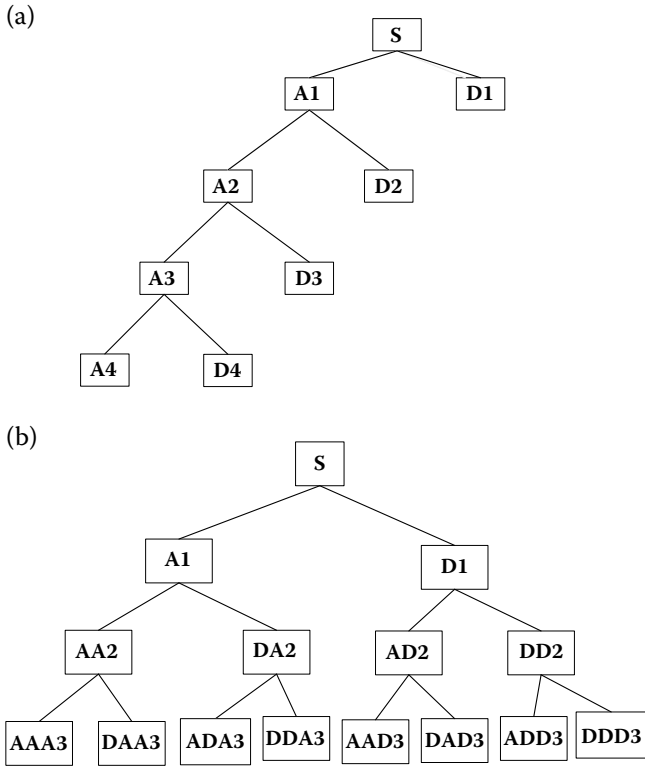 (a)
S
A1 D1
A2 D2
A3 D3
A4 D4
(b)
S
A1 D1
AA2 DA2 AD2 DD2
AAA3 DAA3 ADA3 DDA3 AAD3 DAD3 ADD3 DDD3